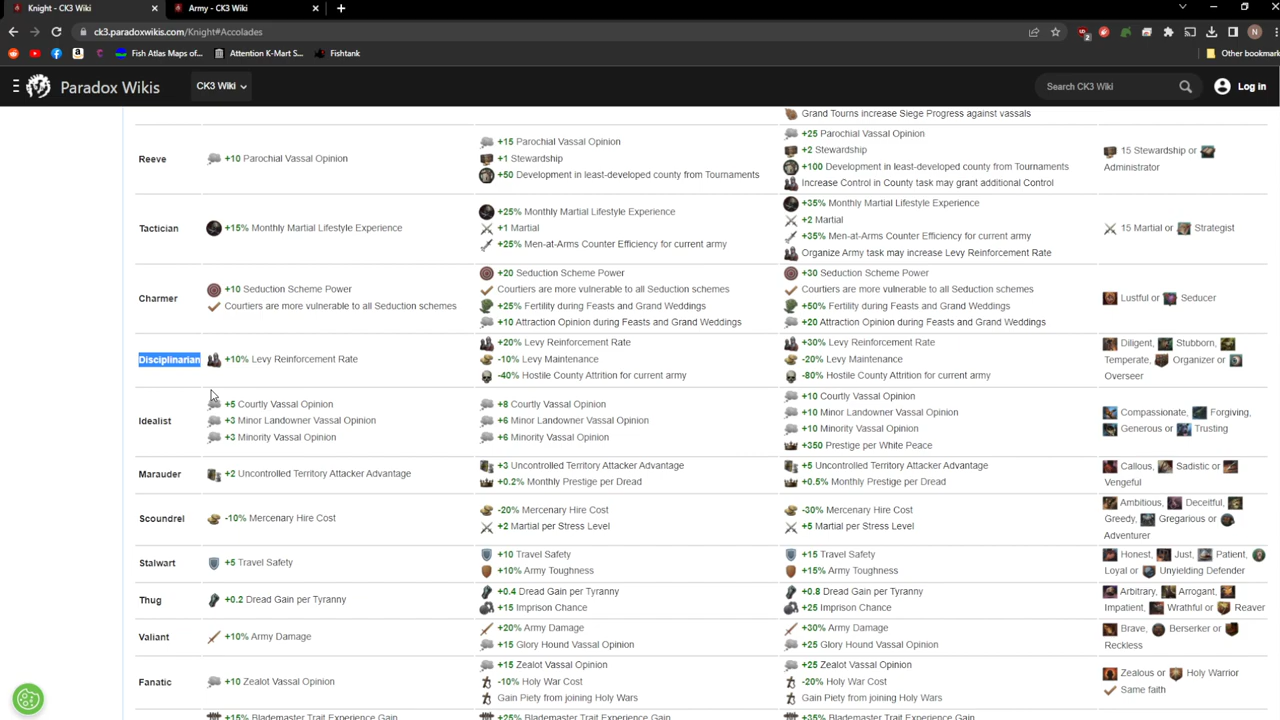 Knight - CK3 Wiki
Army - CK3 Wiki
ck3.paradoxwikis.com/Knight#Accolades
Fish Atlas Maps of...
Attention K-Mart S...
Fishtank
Other bookmark
2
N
Paradox Wikis
CK3 Wiki
Search CK3 Wiki
Log in
Grand Tourns increase Siege Progress against vassals
Reeve
+10 Parochial Vassal Opinion
+15 Parochial Vassal Opinion
+1 Stewardship
+50 Development in least-developed county from Tournaments
+25 Parochial Vassal Opinion
+2 Stewardship
+100 Development in least-developed county from Tournaments
Increase Control in County task may grant additional Control
15 Stewardship or
Administrator
Tactician
+15% Monthly Martial Lifestyle Experience
+25% Monthly Martial Lifestyle Experience
+1 Martial
+25% Men-at-Arms Counter Efficiency for current army
+35% Monthly Martial Lifestyle Experience
+2 Martial
+35% Men-at-Arms Counter Efficiency for current army
Organize Army task may increase Levy Reinforcement Rate
15 Martial or Strategist
Charmer
+10 Seduction Scheme Power
Courtiers are more vulnerable to all Seduction schemes
+20 Seduction Scheme Power
Courtiers are more vulnerable to all Seduction schemes
+25% Fertility during Feasts and Grand Weddings
+10 Attraction Opinion during Feasts and Grand Weddings
+30 Seduction Scheme Power
Courtiers are more vulnerable to all Seduction schemes
+50% Fertility during Feasts and Grand Weddings
+20 Attraction Opinion during Feasts and Grand Weddings
Lustful or Seducer
Disciplinarian
+10% Levy Reinforcement Rate
+20% Levy Reinforcement Rate
-10% Levy Maintenance
-40% Hostile County Attrition for current army
+30% Levy Reinforcement Rate
-20% Levy Maintenance
-80% Hostile County Attrition for current army
Diligent, Stubborn,
Temperate, Organizer or
Overseer
Idealist
+5 Courtly Vassal Opinion
+3 Minor Landowner Vassal Opinion
+3 Minority Vassal Opinion
+8 Courtly Vassal Opinion
+6 Minor Landowner Vassal Opinion
+6 Minority Vassal Opinion
+10 Courtly Vassal Opinion
+10 Minor Landowner Vassal Opinion
+10 Minority Vassal Opinion
+350 Prestige per White Peace
Compassionate, Forgiving,
Generous or Trusting
Marauder
+2 Uncontrolled Territory Attacker Advantage
+3 Uncontrolled Territory Attacker Advantage
+0.2% Monthly Prestige per Dread
+5 Uncontrolled Territory Attacker Advantage
+0.5% Monthly Prestige per Dread
Callous, Sadistic or
Vengeful
Scoundrel
-10% Mercenary Hire Cost
-20% Mercenary Hire Cost
+2 Martial per Stress Level
-30% Mercenary Hire Cost
+5 Martial per Stress Level
Ambitious, Deceitful,
Greedy, Gregarious or
Adventurer
Stalwart
+5 Travel Safety
+10 Travel Safety
+10% Army Toughness
+15 Travel Safety
+15% Army Toughness
Honest, Just, Patient,
Loyal or Unyielding Defender
Thug
+0.2 Dread Gain per Tyranny
+0.4 Dread Gain per Tyranny
+15 Imprison Chance
+0.8 Dread Gain per Tyranny
+25 Imprison Chance
Arbitrary, Arrogant,
Impatient, Wrathful or Reaver
Valiant
+10% Army Damage
+20% Army Damage
+15 Glory Hound Vassal Opinion
+30% Army Damage
+25 Glory Hound Vassal Opinion
Brave, Berserker or
Reckless
Fanatic
+10 Zealot Vassal Opinion
+15 Zealot Vassal Opinion
-10% Holy War Cost
Gain Piety from joining Holy Wars
+25 Zealot Vassal Opinion
-20% Holy War Cost
Gain Piety from joining Holy Wars
Zealous or Holy Warrior
Same faith
+15% Blademaster Trait Experience Gain
+25% Blademaster Trait Experience Gain
+35% Blademaster Trait Experience Gain